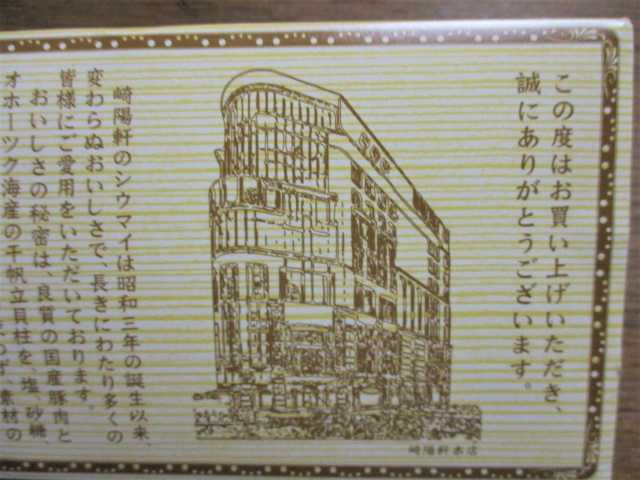 この度はお買い上げいただき、
誠にありがとうございます。
崎陽軒のシウマイは昭和三年の誕生以来、
変わらぬおいしさで、長きにわたり多くの
皆様にご愛用をいただいております。
おいしさの秘密は、良質の国産豚肉と
オホーツク海産の干帆立貝柱を、塩、砂糖、
素材の
崎陽軒本店